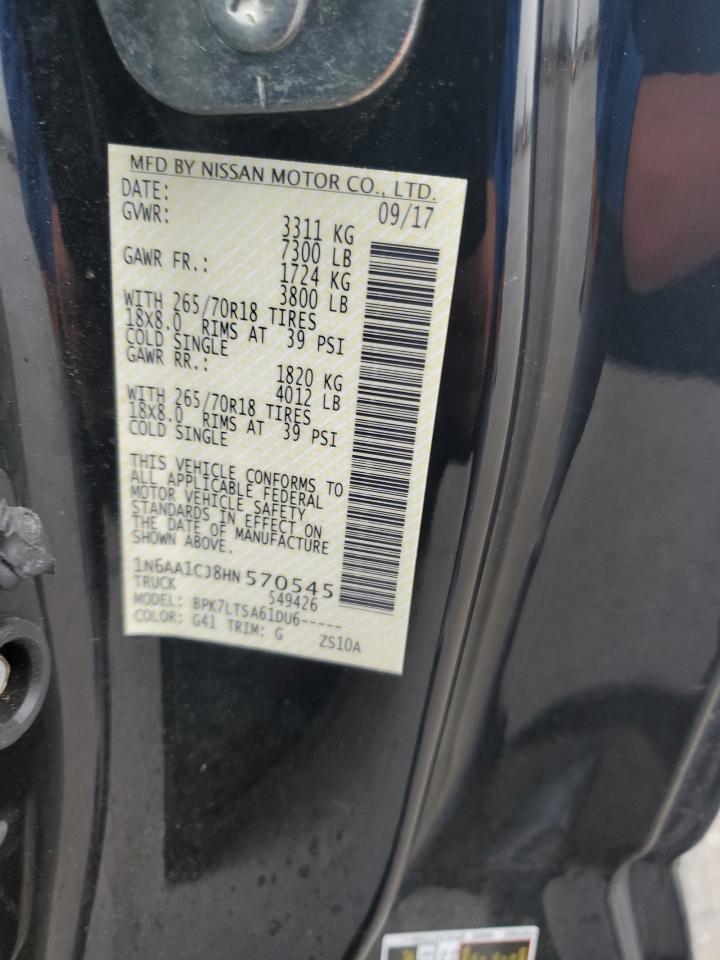 MFD BY NISSAN MOTOR CO., LTD.
DATE: 09/17
GVWR: 3311 KG
7300 LB
GAWR FR.: 1724 KG
3800 LB
WITH 265/70R18 TIRES
18X8.0 RIMS AT 39 PSI
COLD SINGLE
GAWR RR.: 1820 KG
4012 LB
WITH 265/70R18 TIRES
18X8.0 RIMS AT 39 PSI
COLD SINGLE
THIS VEHICLE CONFORMS TO
ALL APPLICABLE FEDERAL
MOTOR VEHICLE SAFETY
STANDARDS IN EFFECT ON
THE DATE OF MANUFACTURE
SHOWN ABOVE.
1N6AA1CJ8HN570545
TRUCK 549426
MODEL: BPK7LTSA61DU6-----
COLOR: G41 TRIM: G ZS10A